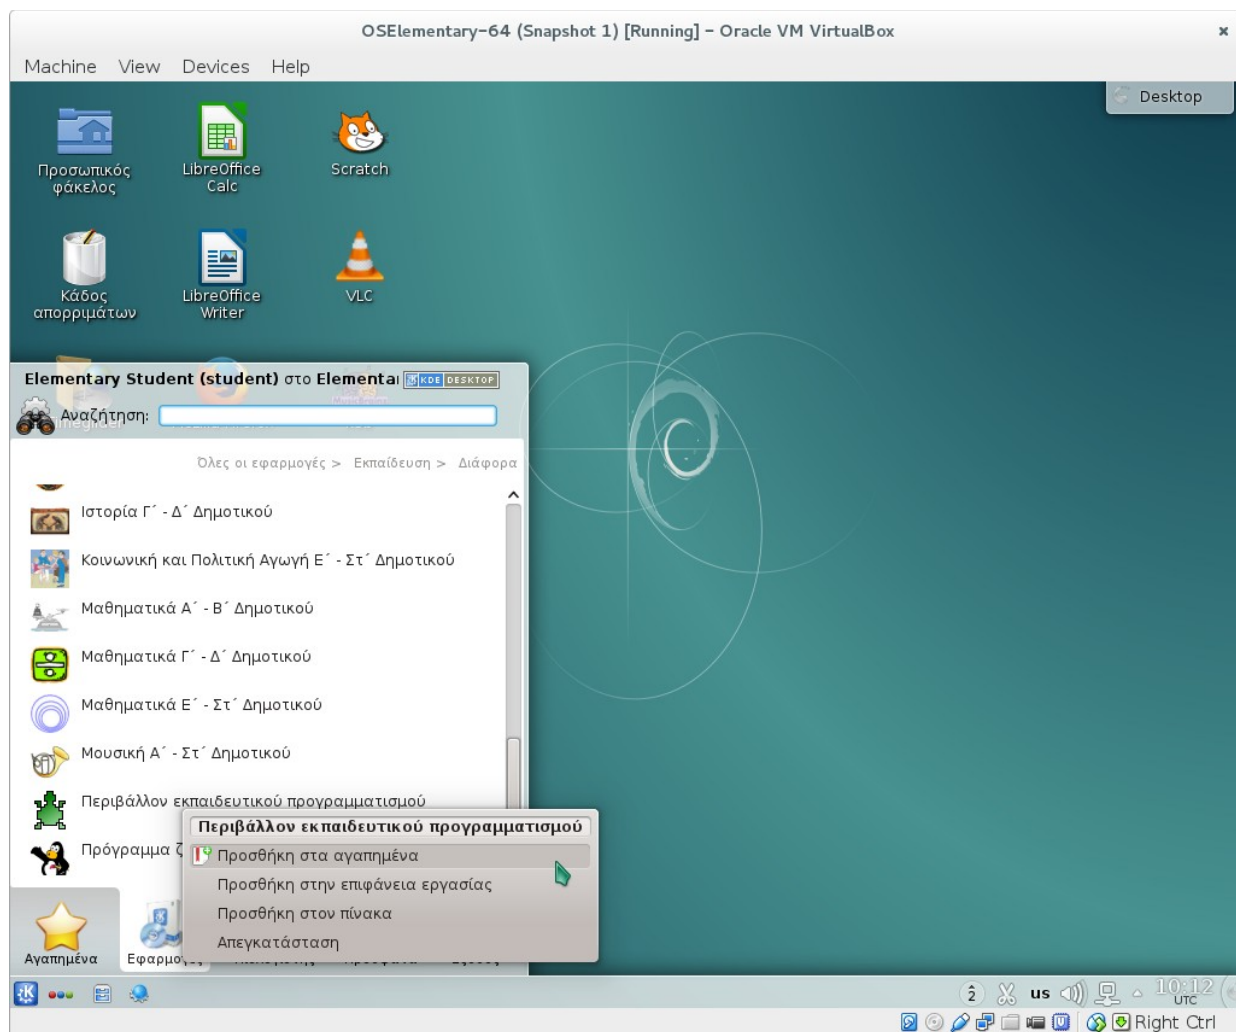 OSElementary-64 (Snapshot 1) [Running] - Oracle VM VirtualBox
Machine View Devices Help
Desktop
Προσωπικός
φάκελος
LibreOffice
Calc
Scratch
Κάδος
απορριμάτων
LibreOffice
Writer
VLC
Elementary Student (student) στο Elementa
KDE DESKTOP
Αναζήτηση:
Όλες οι εφαρμογές > Εκπαίδευση > Διάφορα
Ιστορία Γ΄ - Δ΄ Δημοτικού
Κοινωνική και Πολιτική Αγωγή Ε΄ - Στ΄ Δημοτικού
Μαθηματικά Α΄ - Β΄ Δημοτικού
Μαθηματικά Γ΄ - Δ΄ Δημοτικού
Μαθηματικά Ε΄ - Στ΄ Δημοτικού
Μουσική Α΄ - Στ΄ Δημοτικού
Περιβάλλον εκπαιδευτικού προγραμματισμού
Πρόγραμμα ζ
Περιβάλλον εκπαιδευτικού προγραμματισμού
Προσθήκη στα αγαπημένα
Προσθήκη στην επιφάνεια εργασίας
Προσθήκη στον πίνακα
Απεγκατάσταση
Αγαπημένα
Εφαρμογές
2
us
10:12
UTC
Right Ctrl